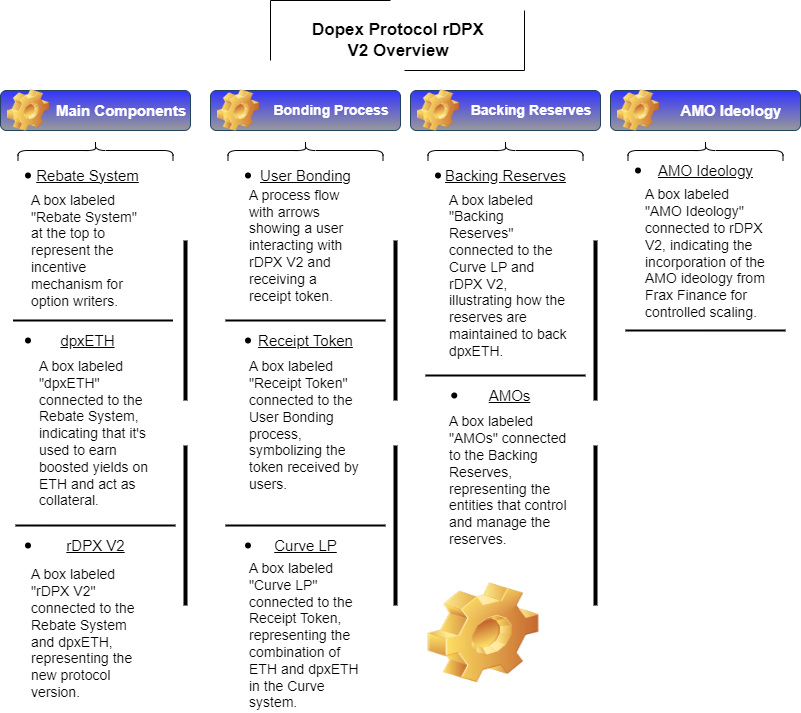 Dopex Protocol rDPX
V2 Overview
Main Components
Bonding Process
Backing Reserves
AMO Ideology
Rebate System
A box labeled
"Rebate System"
at the top to
represent the
incentive
mechanism for
option writers.
dpxETH
A box labeled
"dpxETH"
connected to the
Rebate System,
indicating that it's
used to earn
boosted yields on
ETH and act as
collateral.
rDPX V2
A box labeled
"rDPX V2"
connected to the
Rebate System
and dpxETH,
representing the
new protocol
version.
User Bonding
A process flow
with arrows
showing a user
interacting with
rDPX V2 and
receiving a
receipt token.
Receipt Token
A box labeled
"Receipt Token"
connected to the
User Bonding
process,
symbolizing the
token received by
users.
Curve LP
A box labeled
"Curve LP"
connected to the
Receipt Token,
representing the
combination of
ETH and dpxETH
in the Curve
system.
Backing Reserves
A box labeled
"Backing
Reserves"
connected to the
Curve LP and
rDPX V2,
illustrating how the
reserves are
maintained to back
dpxETH.
AMOs
A box labeled
"AMOs" connected
to the Backing
Reserves,
representing the
entities that control
and manage the
reserves.
AMO Ideology
A box labeled
"AMO Ideology"
connected to rDPX
V2, indicating the
incorporation of the
AMO ideology from
Frax Finance for
controlled scaling.